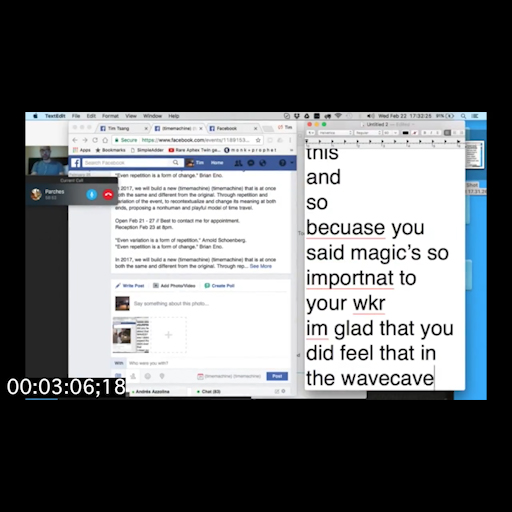 TextEdit File Edit Format View Window Help
Wed Feb 22 17:32:26
Tim Tsang
(timemachine)
Facebook
Tim
Secure https://www.facebook.com/events/1189153
Apps Bookmarks SimpleAdder Rare Ashes Twin ge
Search Facebook
Tim Home
Current Call
Parches
"Even repetition is a form of change." Brian Eno.
In 2017, we will build a new (timemachine) that is at once
both the same and different from the original. Through repetition and
variation of the event, to recontextualize and change its meaning at both
ends, proposing a nonhuman and playful model of time travel.
Open Feb 21 - 27 // Best to contact me for appointment.
Reception Feb 23 at 8pm.
"Even variation is a form of repetition," Arnold Schoenberg.
"Even repetition is a form of change." Brian Eno.
In 2017, we will build a new (timemachine) that is at once
both the same and different from the original. Through rep... See More
Write Post Add Photo/Video Create Poll
Say something about this photo...
With Who were you with?
(timemachine) (timemachine)
Post
Andrés Azzolina
Chat (83)
Untitled 2
this
and
so
becuase you
said magic's so
importnat to
your wkr
im glad that you
did feel that in
the wavecave
00:03:06;18